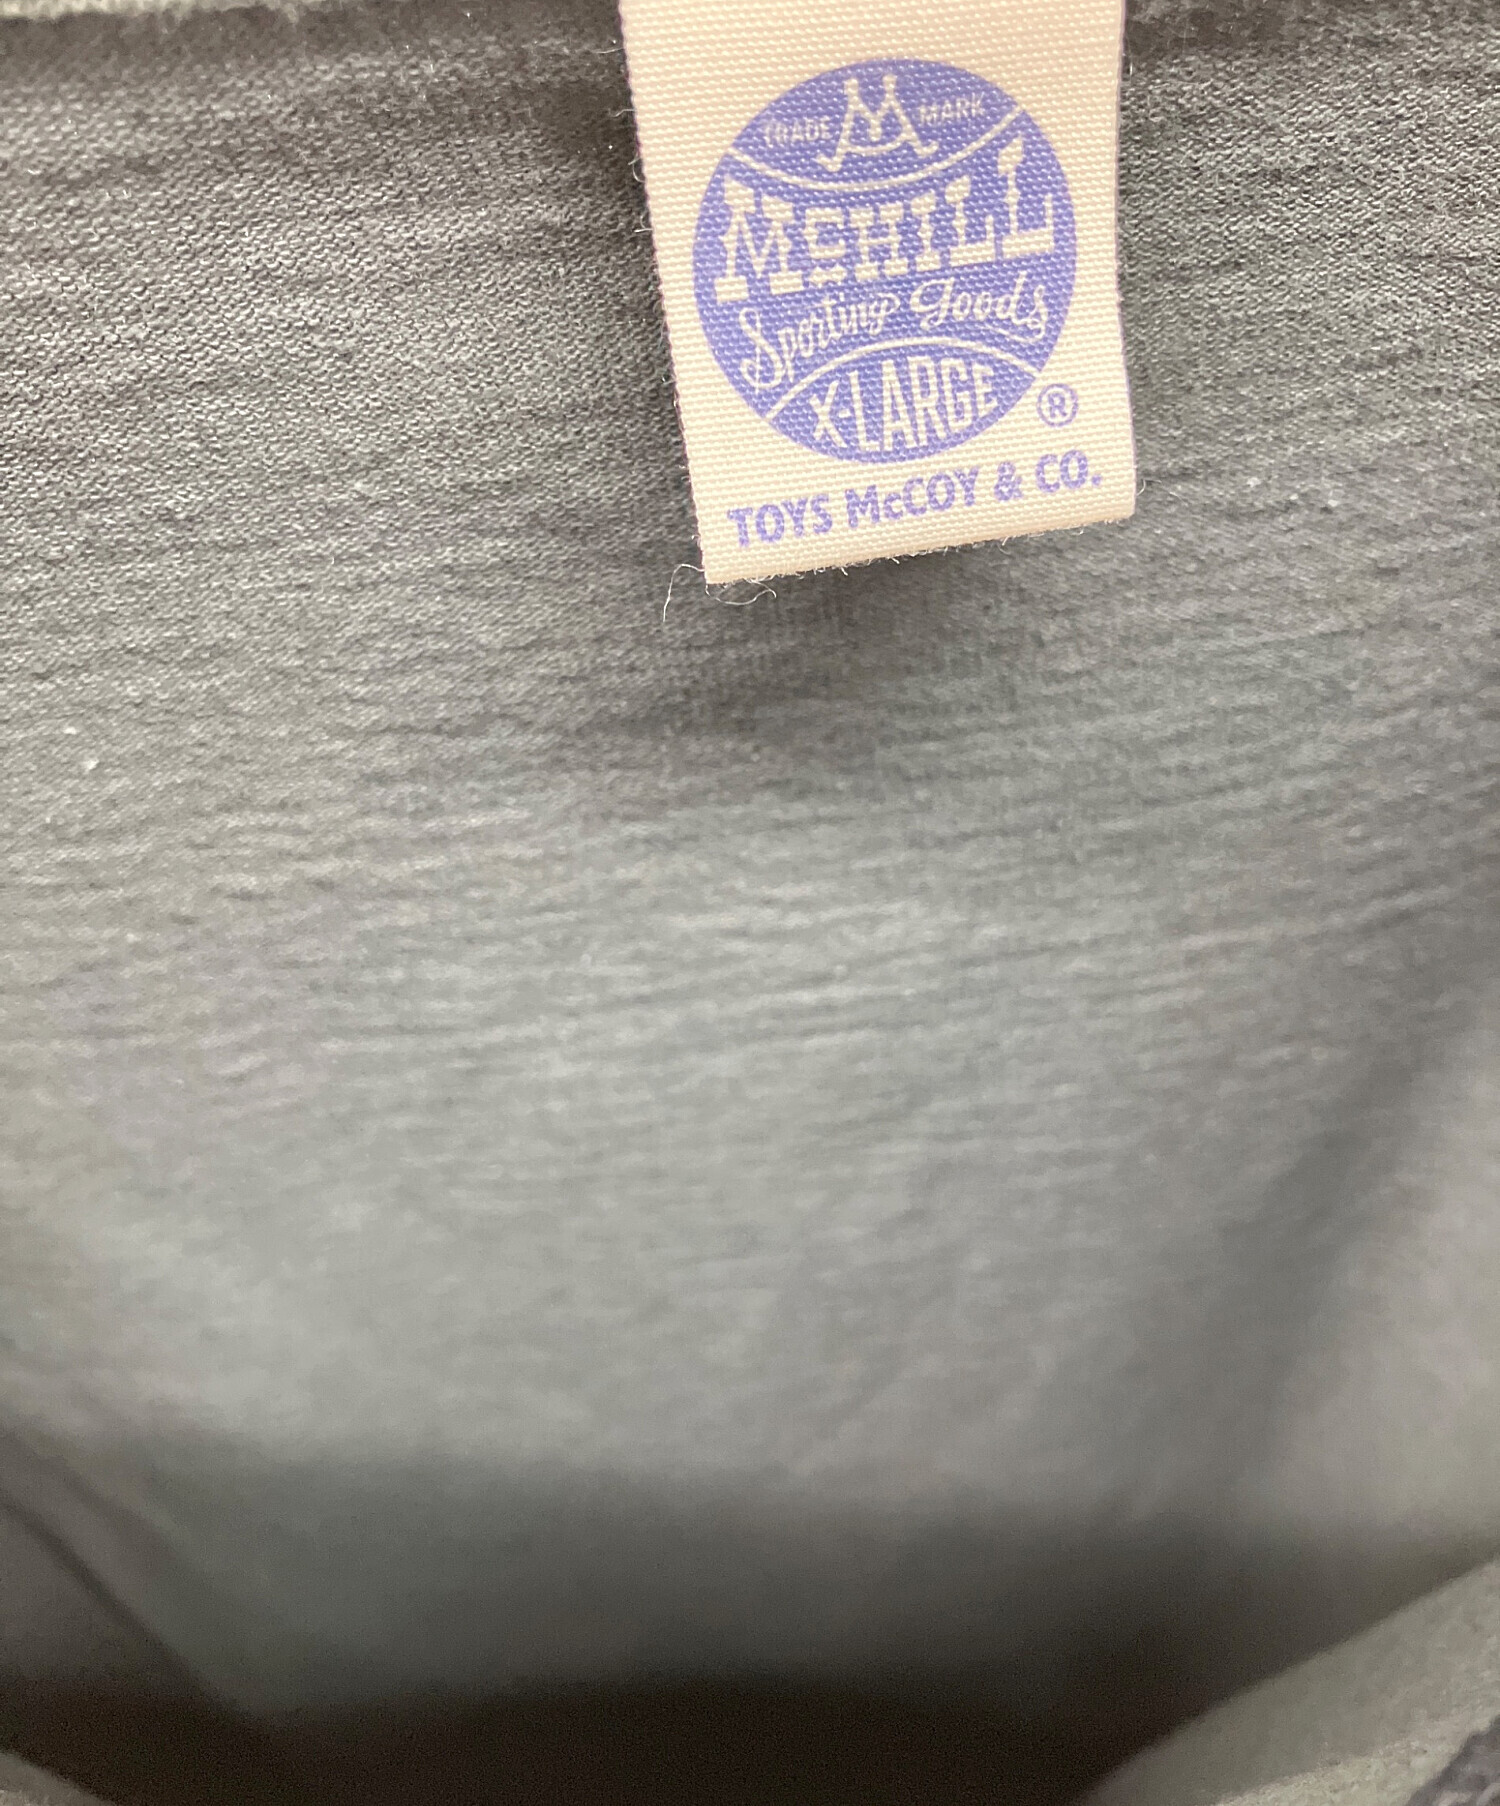 TRADE M MARK
McHILL
Sporting Goods
X-LARGE
®
TOYS McCOY & CO.